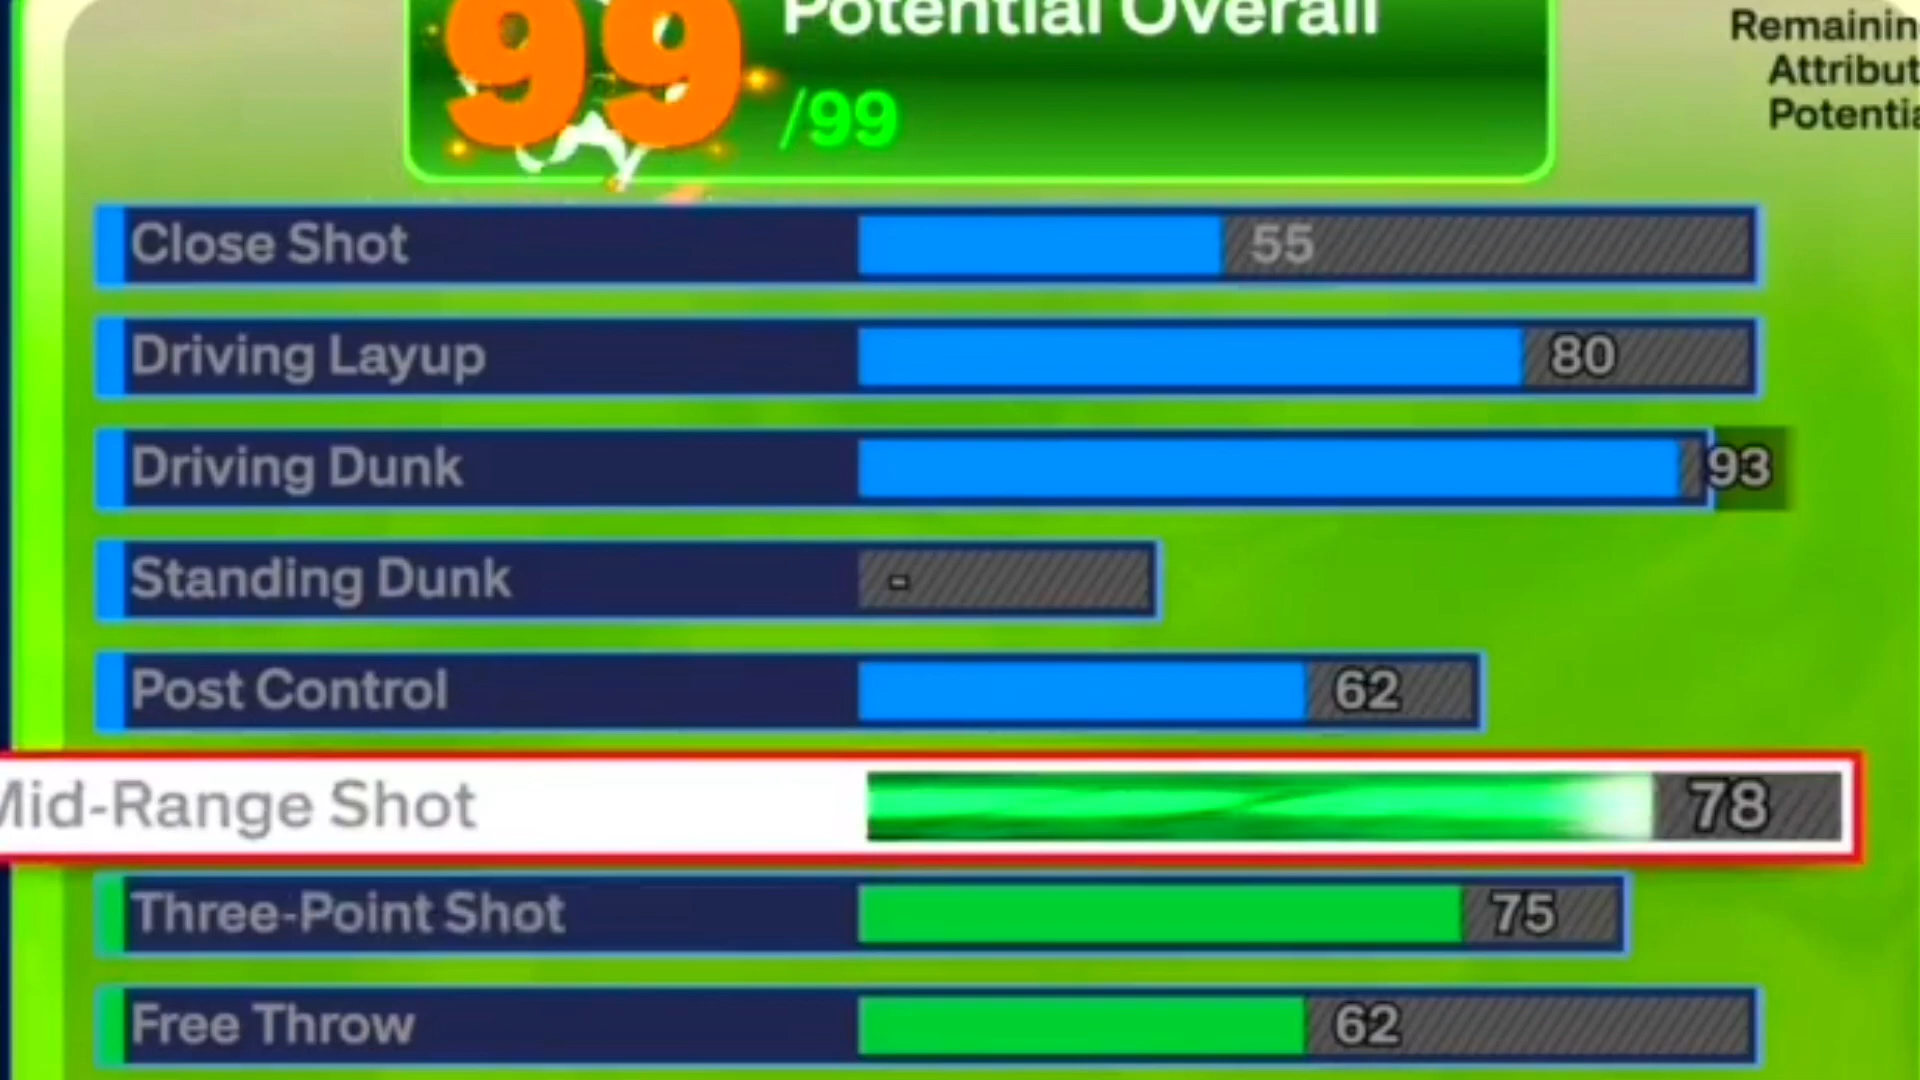 99 Potential Overall
/99
Remainin
Attribut
Potentia
Close Shot 55
Driving Layup 80
Driving Dunk 93
Standing Dunk -
Post Control 62
Mid-Range Shot 78
Three-Point Shot 75
Free Throw 62